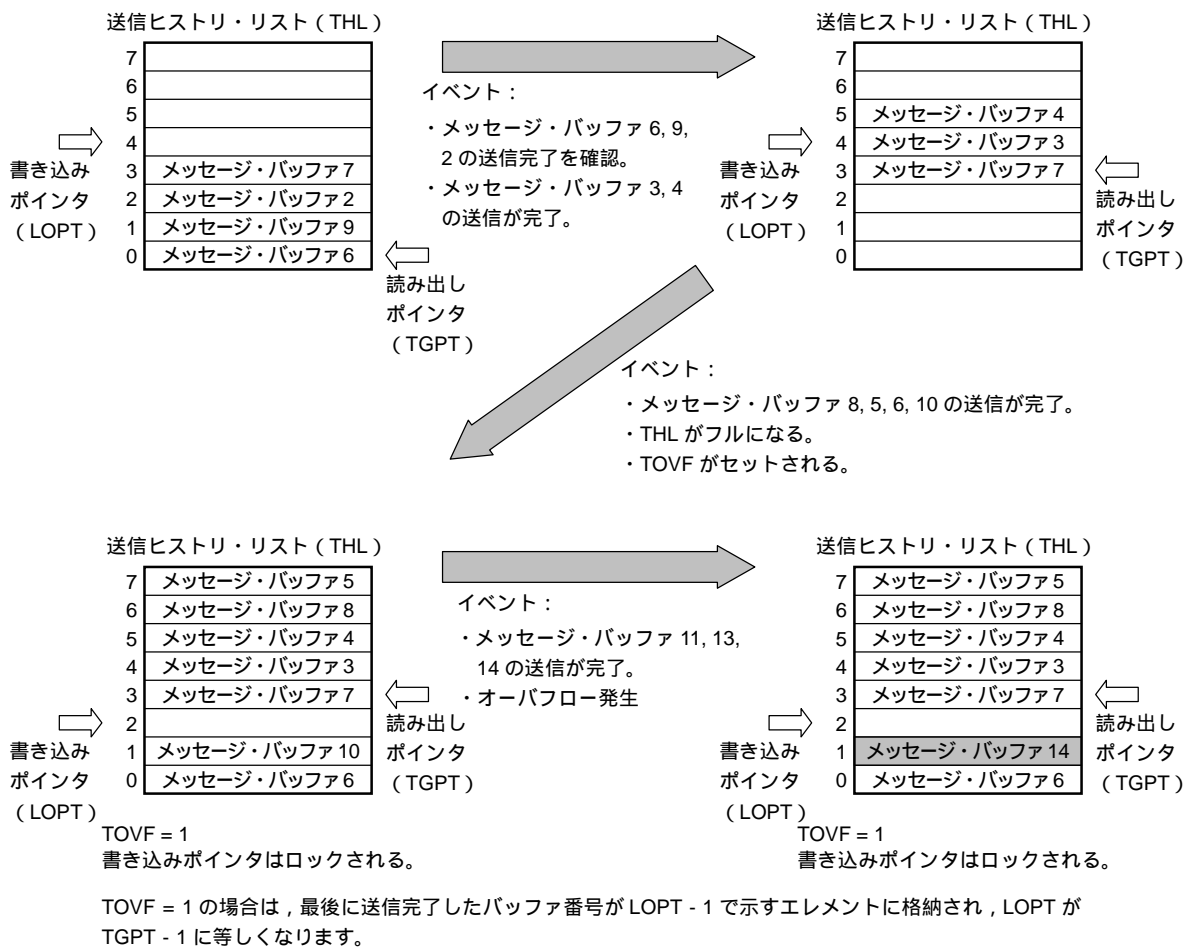 送信ヒストリ・リスト（THL）
7
6
5
4
3 メッセージ・バッファ 7
2 メッセージ・バッファ 2
1 メッセージ・バッファ 9
0 メッセージ・バッファ 6
書き込み
ポインタ
（LOPT）
読み出し
ポインタ
（TGPT）
イベント：
・メッセージ・バッファ 6, 9,
2 の送信完了を確認。
・メッセージ・バッファ 3, 4
の送信が完了。
送信ヒストリ・リスト（THL）
7
6
5 メッセージ・バッファ 4
4 メッセージ・バッファ 3
3 メッセージ・バッファ 7
2
1
0
書き込み
ポインタ
（LOPT）
読み出し
ポインタ
（TGPT）
イベント：
・メッセージ・バッファ 8, 5, 6, 10 の送信が完了。
・THL がフルになる。
・TOVF がセットされる。
送信ヒストリ・リスト（THL）
7 メッセージ・バッファ 5
6 メッセージ・バッファ 8
5 メッセージ・バッファ 4
4 メッセージ・バッファ 3
3 メッセージ・バッファ 7
2
1 メッセージ・バッファ 10
0 メッセージ・バッファ 6
書き込み
ポインタ
（LOPT）
読み出し
ポインタ
（TGPT）
TOVF = 1
書き込みポインタはロックされる。
イベント：
・メッセージ・バッファ 11, 13,
14 の送信が完了。
・オーバフロー発生
送信ヒストリ・リスト（THL）
7 メッセージ・バッファ 5
6 メッセージ・バッファ 8
5 メッセージ・バッファ 4
4 メッセージ・バッファ 3
3 メッセージ・バッファ 7
2
1 メッセージ・バッファ 14
0 メッセージ・バッファ 6
書き込み
ポインタ
（LOPT）
読み出し
ポインタ
（TGPT）
TOVF = 1
書き込みポインタはロックされる。
TOVF = 1 の場合は，最後に送信完了したバッファ番号が LOPT - 1 で示すエレメントに格納され，LOPT が
TGPT - 1 に等しくなります。